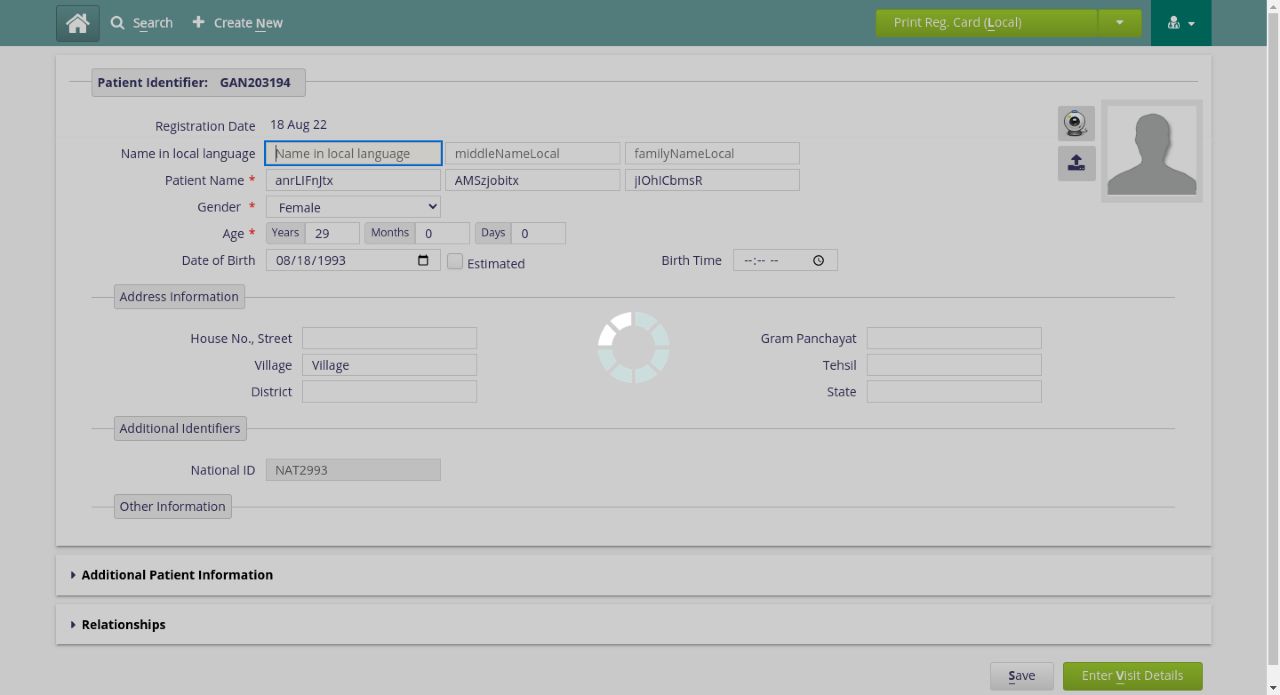 Search Create New Print Reg. Card (Local)
Patient Identifier: GAN203194
Registration Date 18 Aug 22
Name in local language Name in local language middleNameLocal familyNameLocal
Patient Name * anrLIFnJtx AMSzjobitx jIOhICbmsR
Gender * Female
Age * Years 29 Months 0 Days 0
Date of Birth 08/18/1993 Estimated Birth Time --:-- --
Address Information
House No., Street Gram Panchayat
Village Village Tehsil
District State
Additional Identifiers
National ID NAT2993
Other Information
Additional Patient Information
Relationships
Save Enter Visit Details